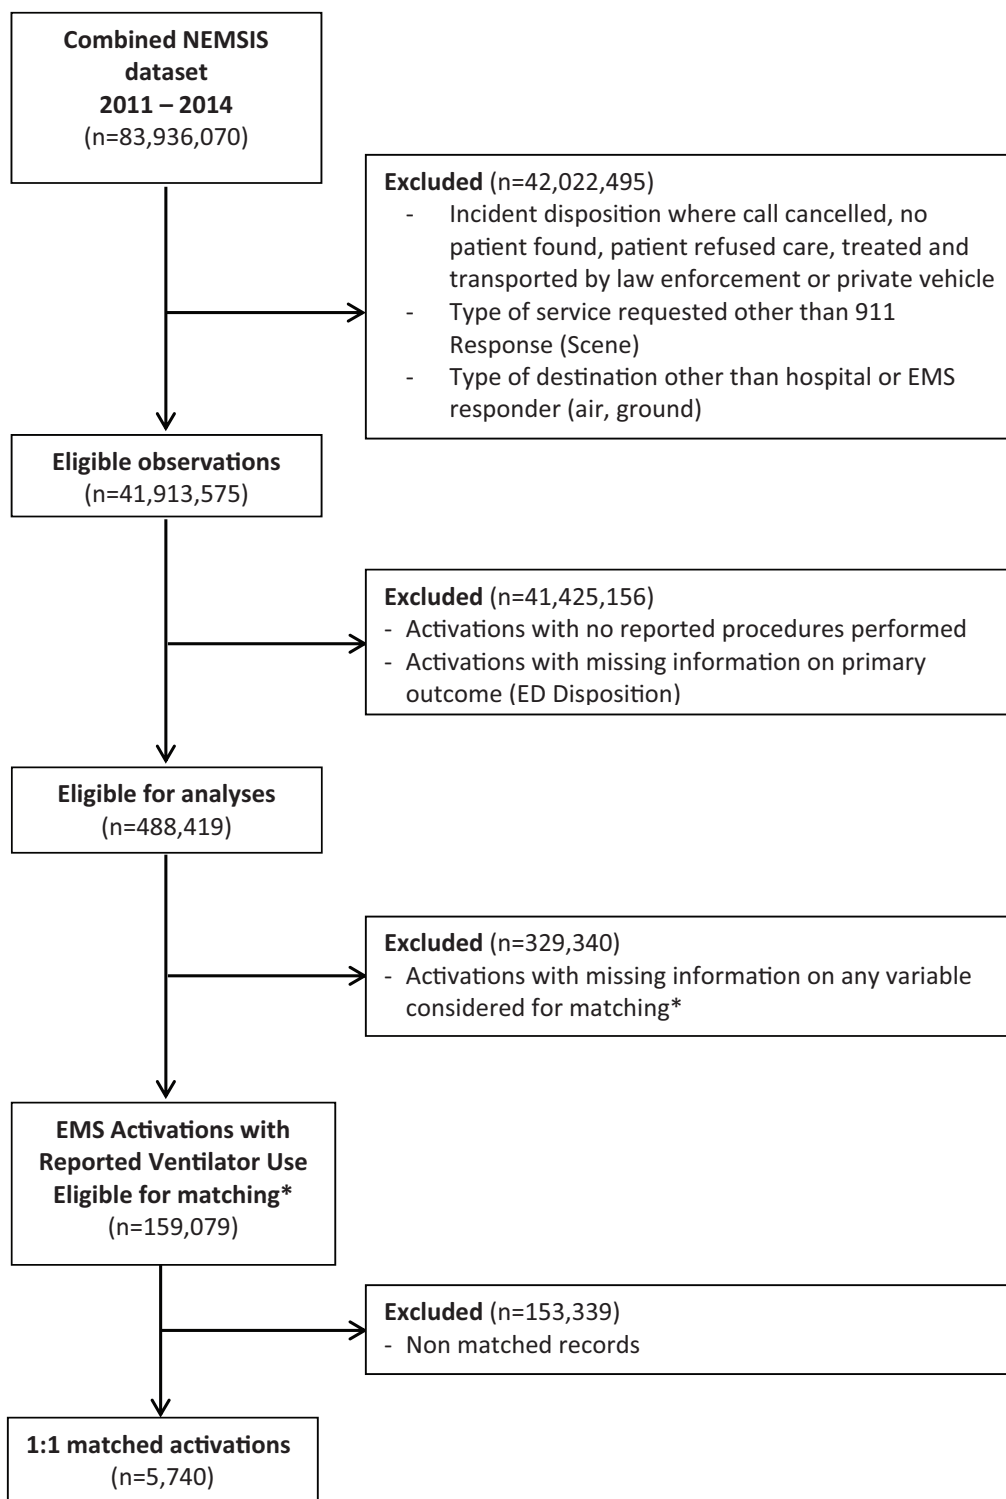 Combined NEMSIS
dataset
2011 – 2014
(n=83,936,070)
Excluded (n=42,022,495)
- Incident disposition where call cancelled, no
patient found, patient refused care, treated and
transported by law enforcement or private vehicle
- Type of service requested other than 911
Response (Scene)
- Type of destination other than hospital or EMS
responder (air, ground)
Eligible observations
(n=41,913,575)
Excluded (n=41,425,156)
- Activations with no reported procedures performed
- Activations with missing information on primary
outcome (ED Disposition)
Eligible for analyses
(n=488,419)
Excluded (n=329,340)
- Activations with missing information on any variable
considered for matching*
EMS Activations with
Reported Ventilator Use
Eligible for matching*
(n=159,079)
Excluded (n=153,339)
- Non matched records
1:1 matched activations
(n=5,740)